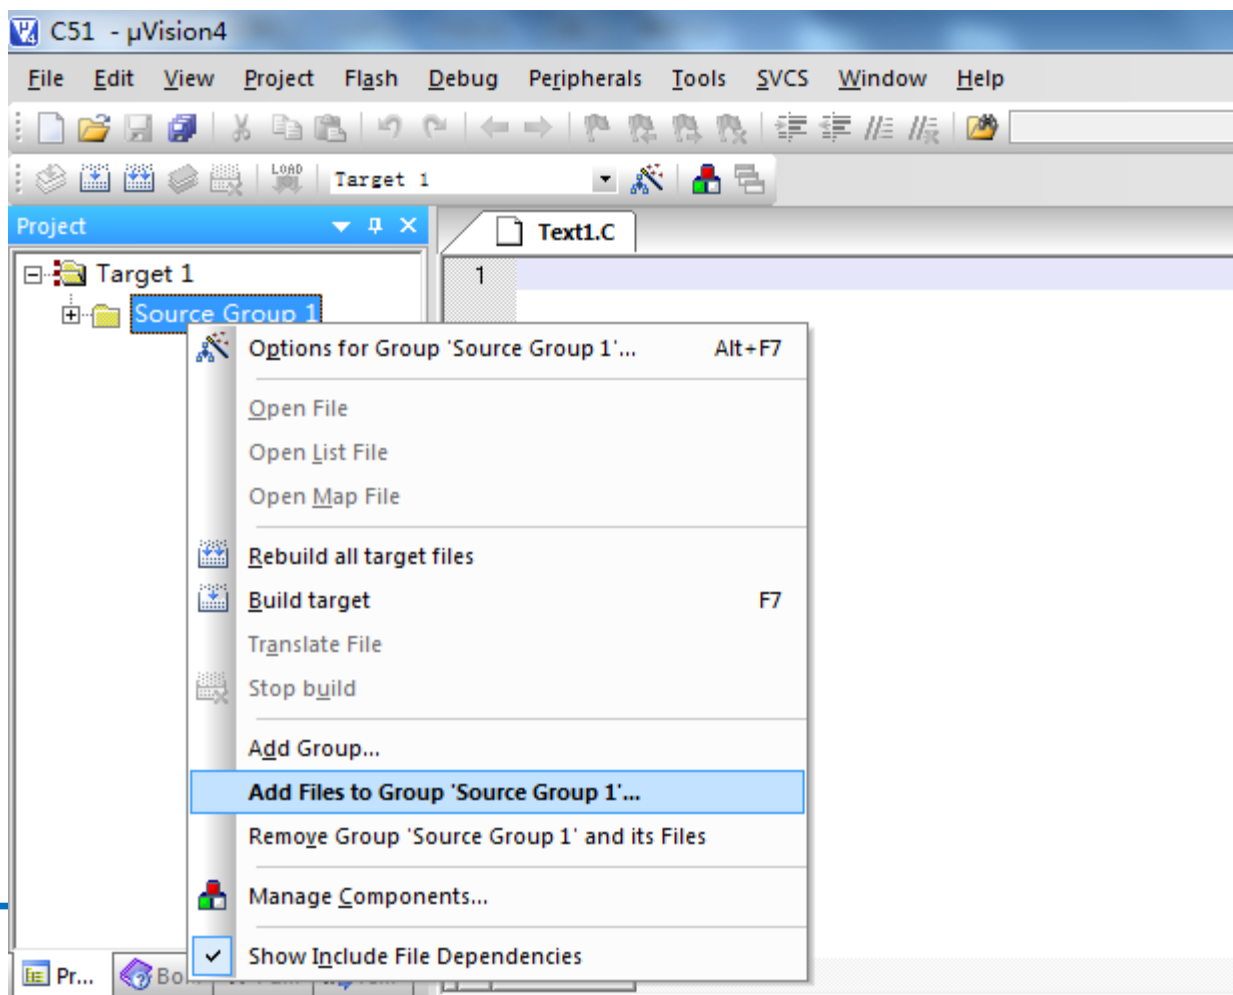 C51 - µVision4
File Edit View Project Flash Debug Peripherals Tools SVCS Window Help
LOAD Target 1
Project
Text1.C
Target 1
1
Source Group 1
Options for Group 'Source Group 1'... Alt+F7
Open File
Open List File
Open Map File
Rebuild all target files
Build target F7
Translate File
Stop build
Add Group...
Add Files to Group 'Source Group 1'...
Remove Group 'Source Group 1' and its Files
Manage Components...
Show Include File Dependencies
Pr...